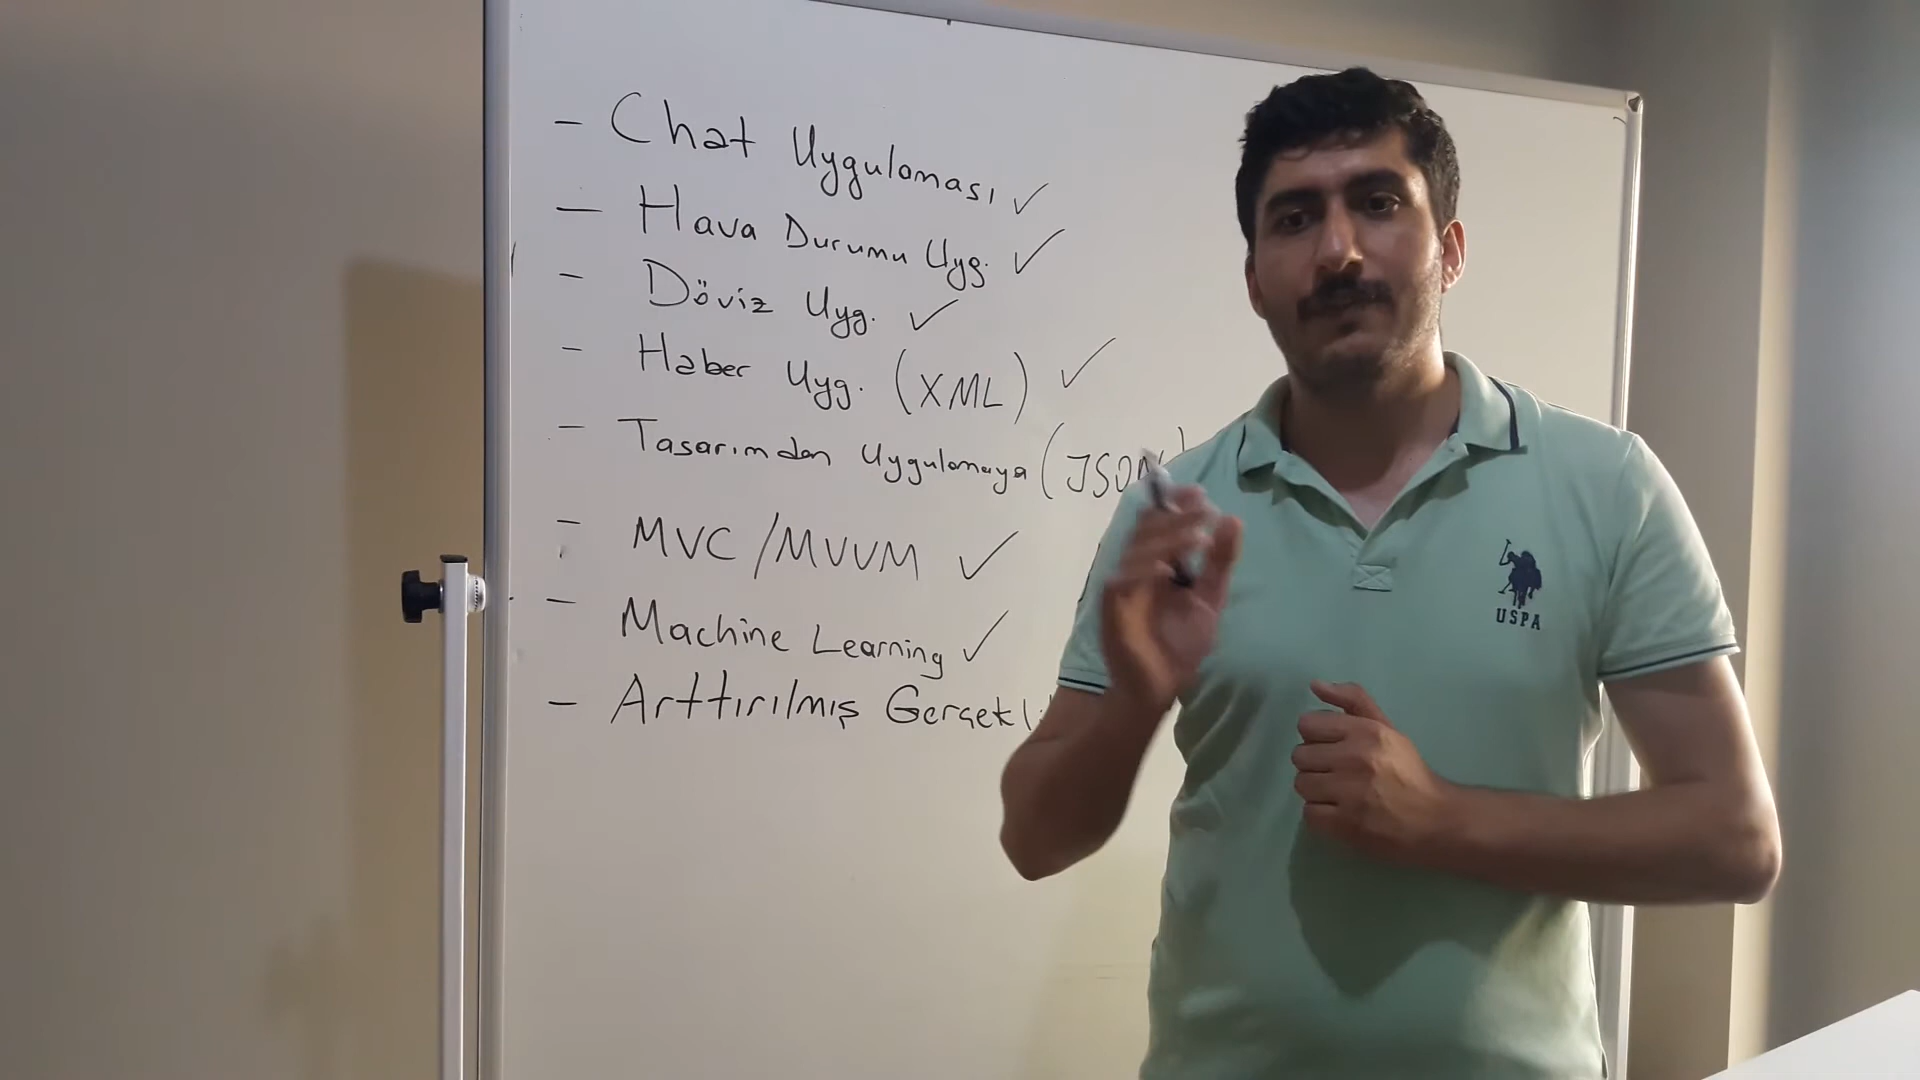 - Chat Uygulaması ✓
- Hava Durumu Uyg. ✓
- Döviz Uyg. ✓
- Haber Uyg. (XML) ✓
- Tasarımdan Uygulamaya (JSON)
- MVC/MVVM ✓
- Machine Learning ✓
- Arttırılmış
USPA